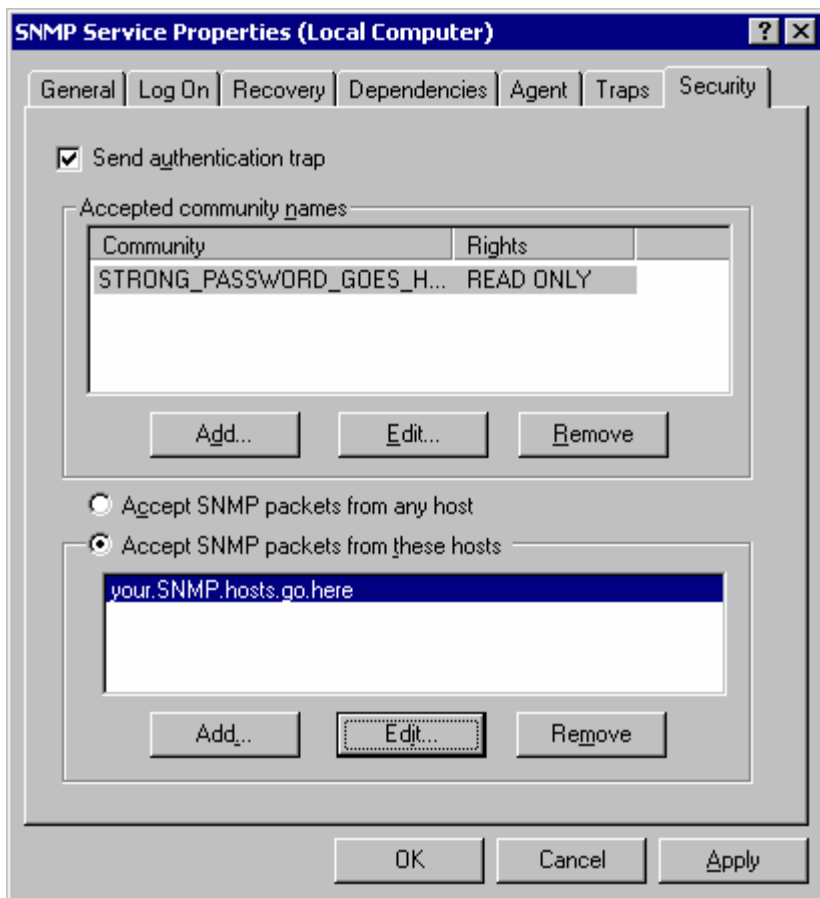 SNMP Service Properties (Local Computer) ? X
General Log On Recovery Dependencies Agent Traps Security
Send authentication trap
Accepted community names
Community Rights
STRONG_PASSWORD_GOES_H... READ ONLY
Add... Edit... Remove
Accept SNMP packets from any host
Accept SNMP packets from these hosts
your.SNMP.hosts.go.here
Add... Edit... Remove
OK Cancel Apply